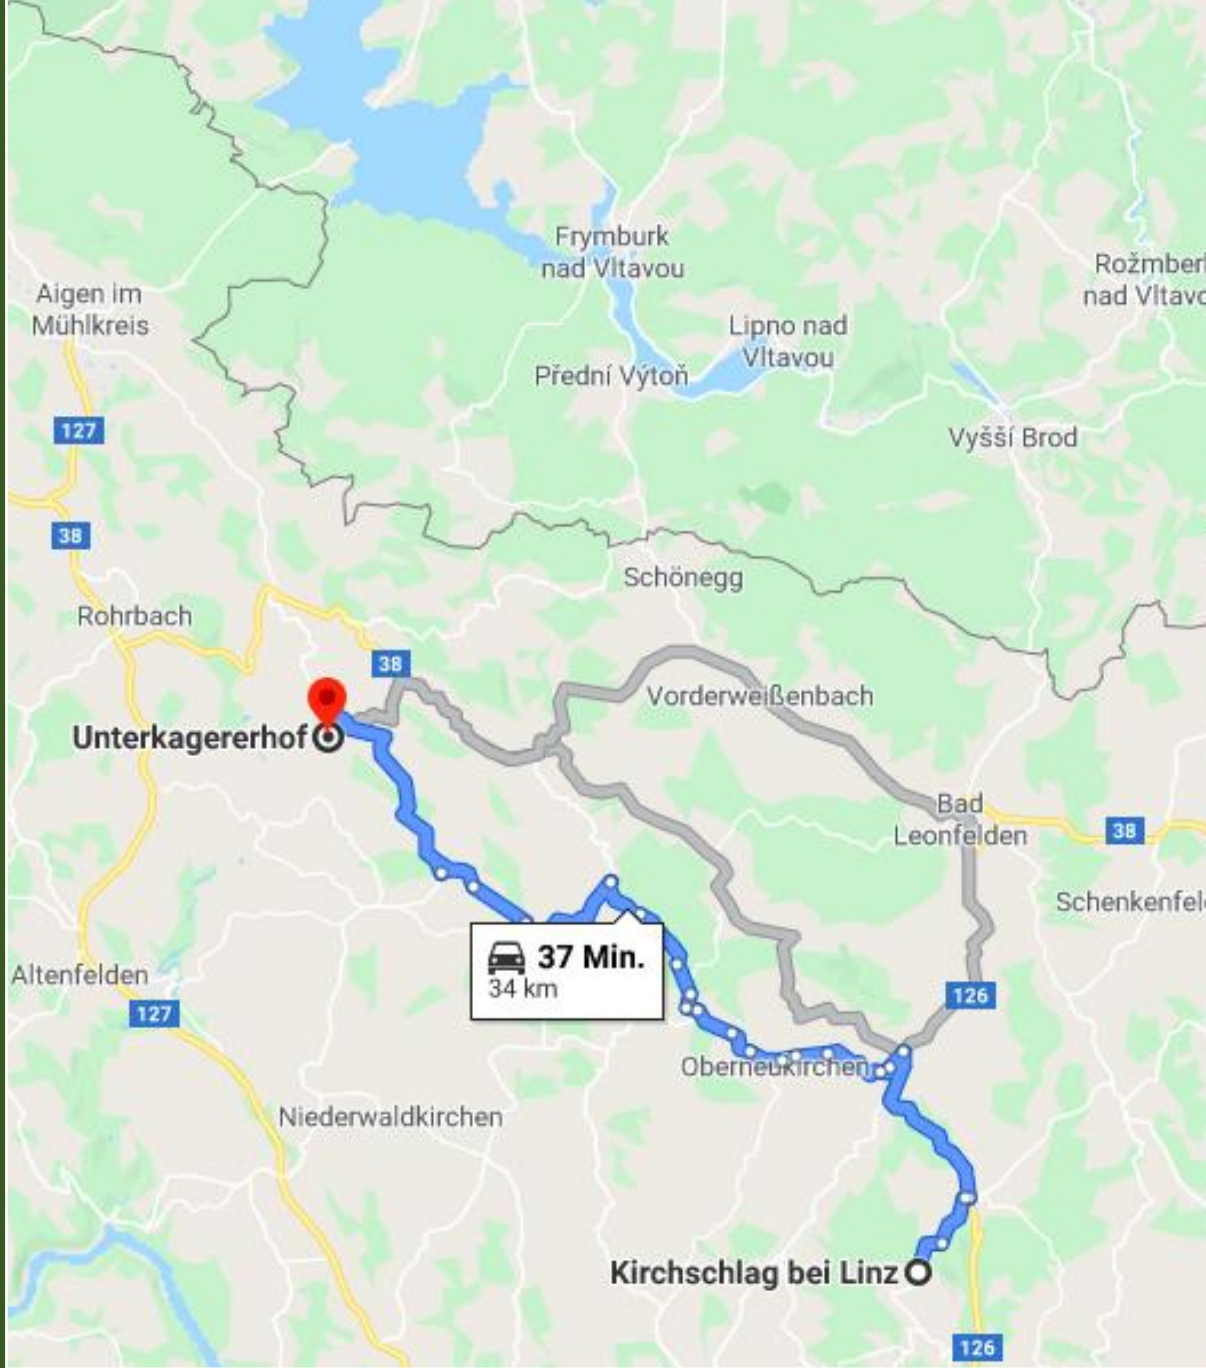 Frymburk
nad Vltavou
Rožmber
nad Vltavo
Aigen im
Mühlkreis
Lipno nad
Vltavou
Přední Výtoň
127
Vyšší Brod
38
Schönegg
Rohrbach
38
Vorderweißenbach
Unterkagererhof
Bad
Leonfelden
38
Schenkenfel
37 Min.
34 km
Altenfelden
126
127
Oberneukirchen
Niederwaldkirchen
Kirchschlag bei Linz
126